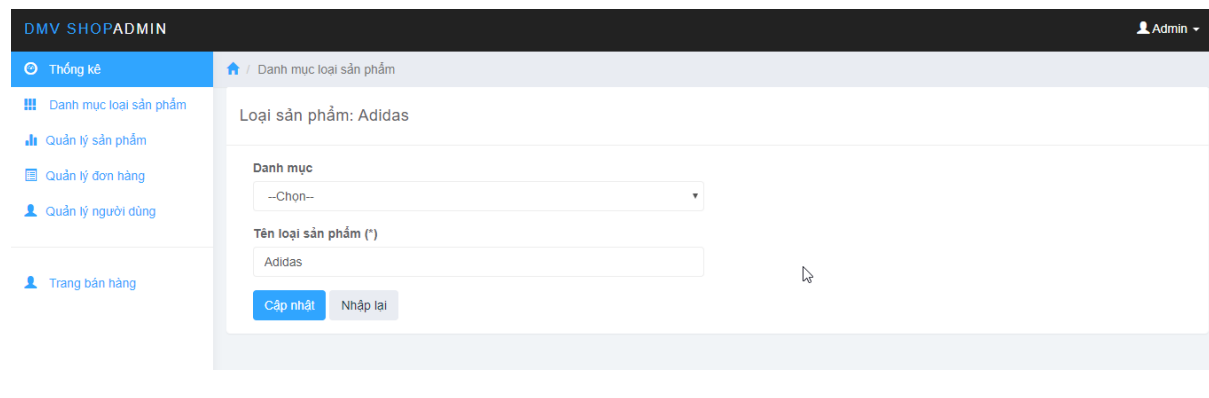 DMV SHOPADMIN
Admin
Thống kê
/ Danh mục loại sản phẩm
Danh mục loại sản phẩm
Quản lý sản phẩm
Quản lý đơn hàng
Quản lý người dùng
Trang bán hàng
Loại sản phẩm: Adidas
Danh mục
--Chọn--
Tên loại sản phẩm (*)
Adidas
Cập nhật
Nhập lại